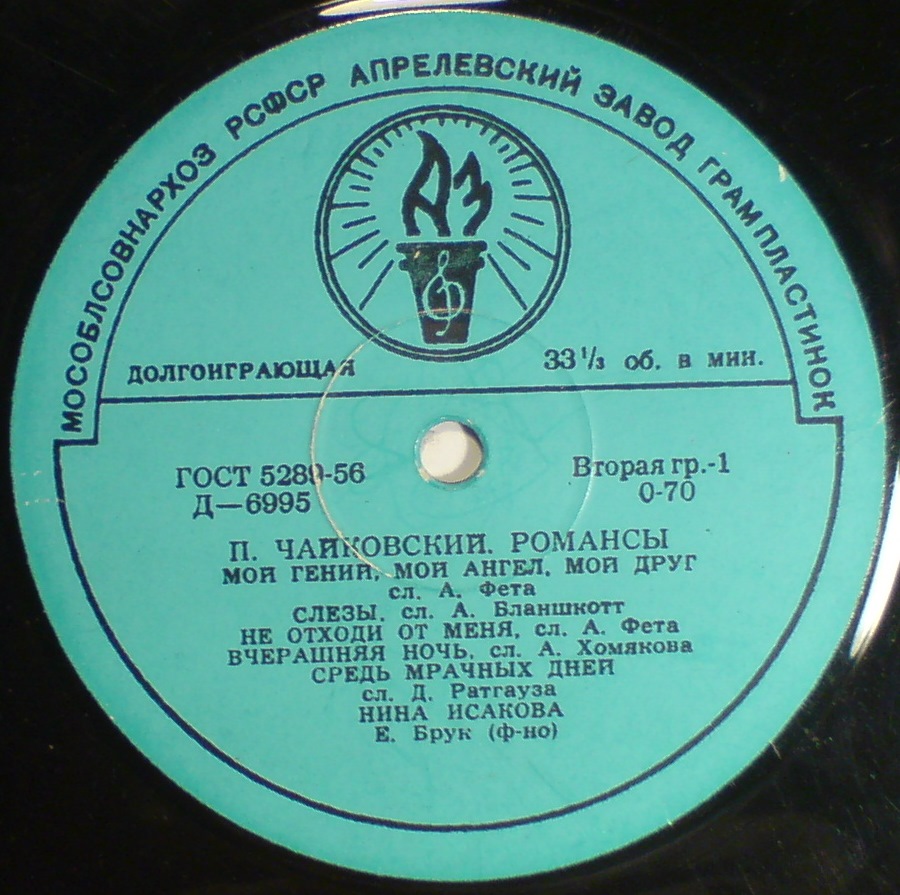 МОСОБЛСОВНАРХОЗ РСФСР АПРЕЛЕВСКИЙ ЗАВОД ГРАМПЛАСТИНОК
АЗ
ДОЛГОИГРАЮЩАЯ
33 1/3 об. в мин.
ГОСТ 5289-56
Д—6995
Вторая гр.-1
0-70
П. ЧАЙКОВСКИЙ. РОМАНСЫ
МОЙ ГЕНИЙ, МОЙ АНГЕЛ, МОЙ ДРУГ
сл. А. Фета
СЛЕЗЫ, сл. А. Бланшкотт
НЕ ОТХОДИ ОТ МЕНЯ, сл. А. Фета
ВЧЕРАШНЯЯ НОЧЬ, сл. А. Хомякова
СРЕДЬ МРАЧНЫХ ДНЕЙ
сл. Д. Ратгауза
НИНА ИСАКОВА
Е. Брук (ф-но)